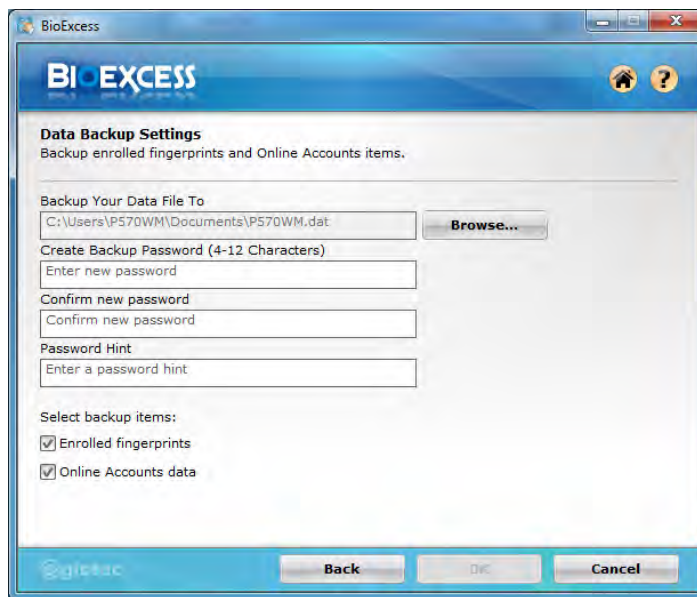 BioExcess
BIOEXCESS
?
Data Backup Settings
Backup enrolled fingerprints and Online Accounts items.
Backup Your Data File To
C:\Users\P570WM\Documents\P570WM.dat
Browse...
Create Backup Password (4-12 Characters)
Enter new password
Confirm new password
Confirm new password
Password Hint
Enter a password hint
Select backup items:
Enrolled fingerprints
Online Accounts data
egistec
Back
OK
Cancel